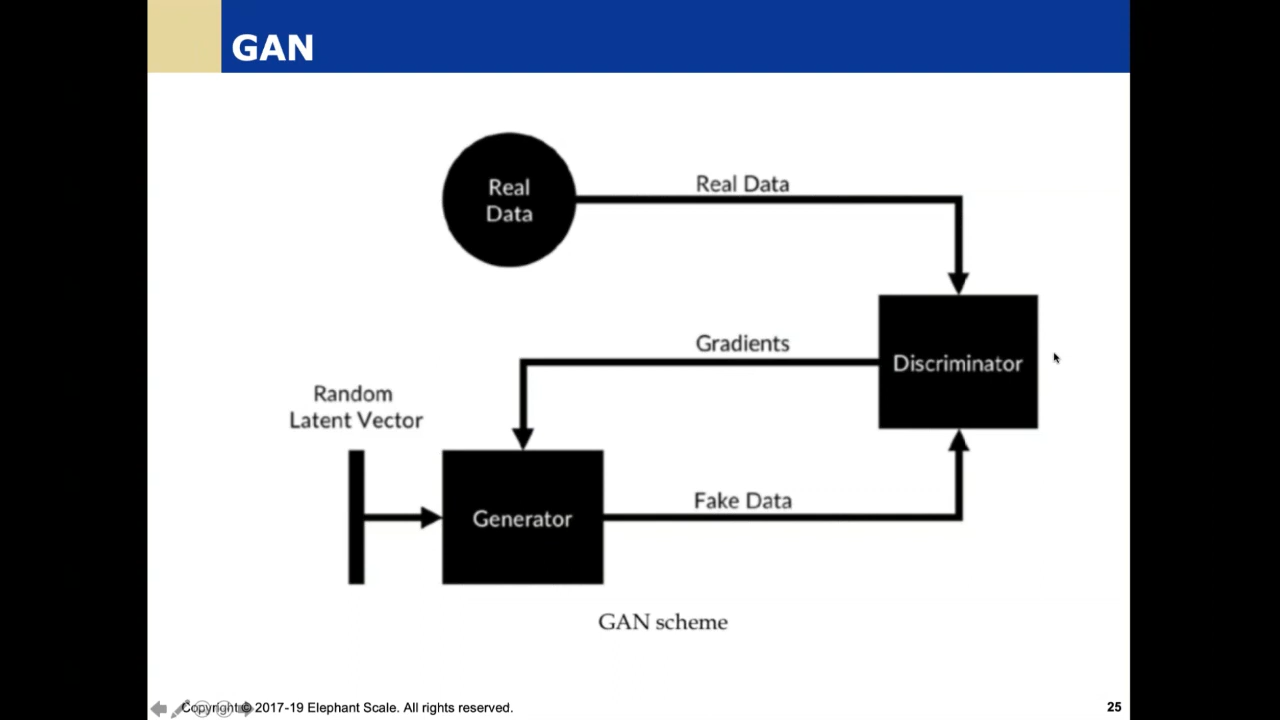 GAN
Real
Data
Real Data
Gradients
Discriminator
Random
Latent Vector
Generator
Fake Data
GAN scheme
Copyright © 2017-19 Elephant Scale. All rights reserved.
25